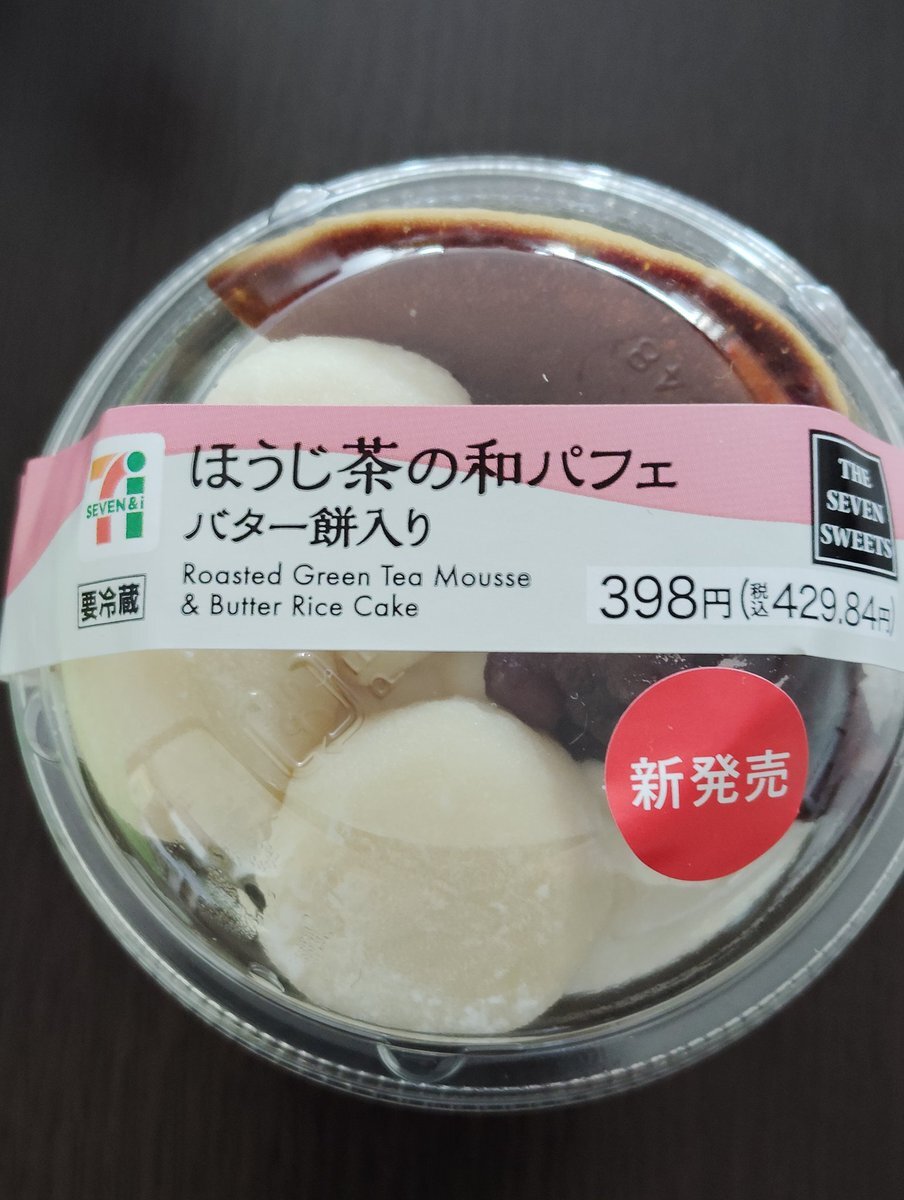 ほうじ茶の和パフェ
バター餅入り
Roasted Green Tea Mousse
& Butter Rice Cake
SEVEN&i
要冷蔵
THE
SEVEN
SWEETS
398円(税込429.84円)
新発売
48